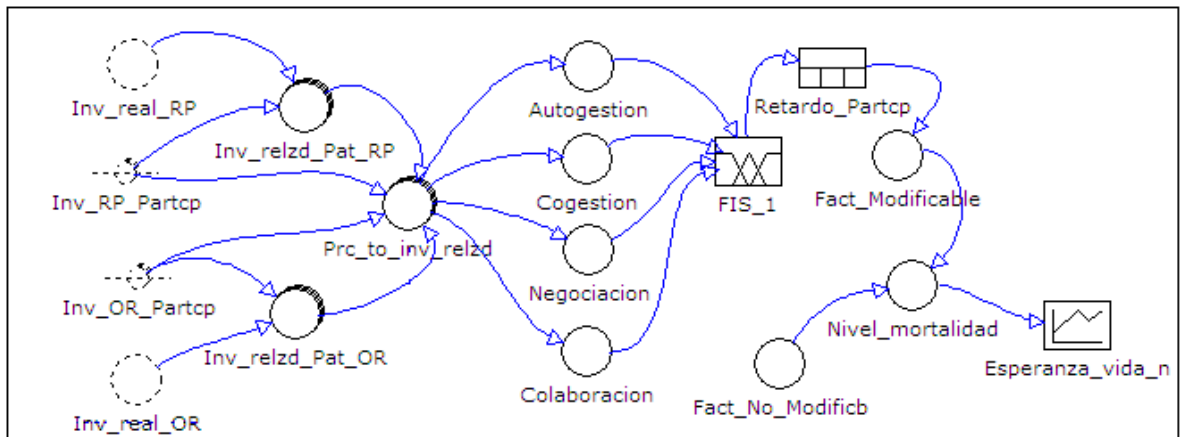 Inv_real_RP
Inv_relzd_Pat_RP
Inv_RP_Partcp
Prc_to_inv_relzd
Inv_OR_Partcp
Inv_relzd_Pat_OR
Inv_real_OR
Autogestion
Cogestion
Negociacion
Colaboracion
FIS_1
Retardo_Partcp
Fact_Modificable
Nivel_mortalidad
Fact_No_Modificb
Esperanza_vida_n